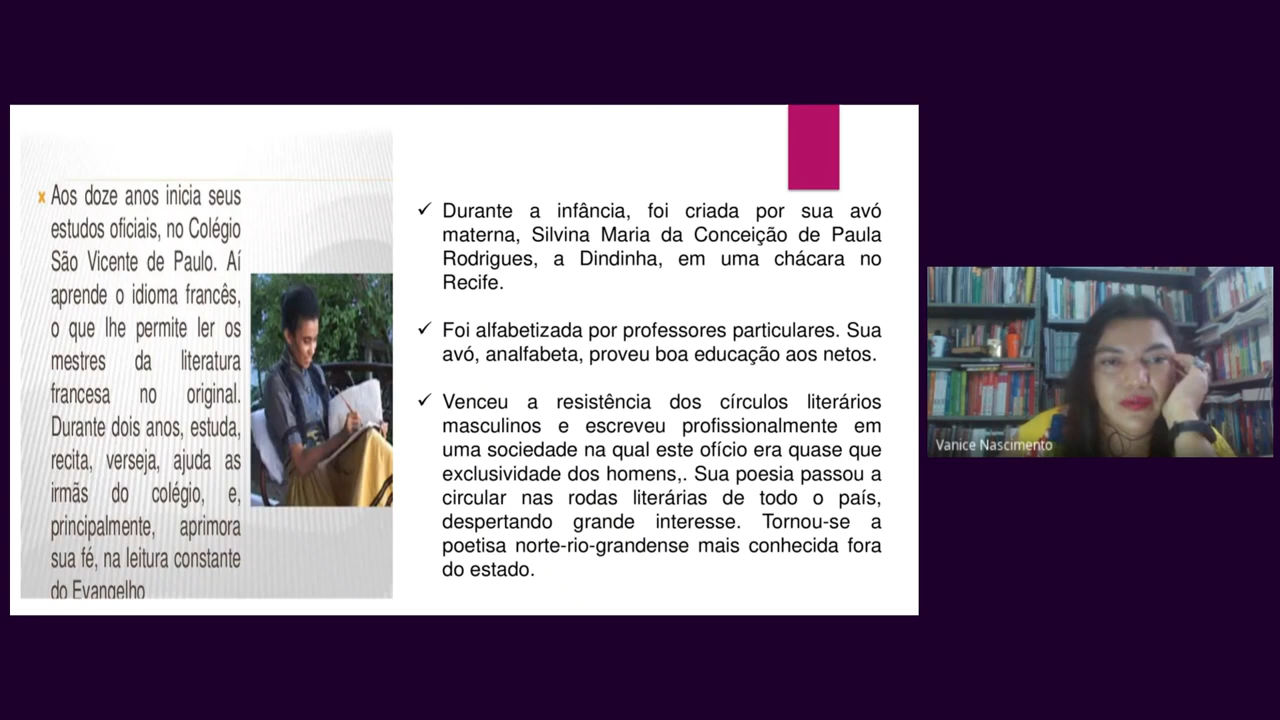 Aos doze anos inicia seus
estudos oficiais, no Colégio
São Vicente de Paulo. Aí
aprende o idioma francês,
o que lhe permite ler os
mestres da literatura
francesa no original.
Durante dois anos, estuda,
recita, verseja, ajuda as
irmãs do colégio, e,
principalmente, aprimora
sua fé, na leitura constante
do Evangelho
✓ Durante a infância, foi criada por sua avó
materna, Silvina Maria da Conceição de Paula
Rodrigues, a Dindinha, em uma chácara no
Recife.
✓ Foi alfabetizada por professores particulares. Sua
avó, analfabeta, proveu boa educação aos netos.
✓ Venceu a resistência dos círculos literários
masculinos e escreveu profissionalmente em
uma sociedade na qual este ofício era quase que
exclusividade dos homens,. Sua poesia passou a
circular nas rodas literárias de todo o país,
despertando grande interesse. Tornou-se a
poetisa norte-rio-grandense mais conhecida fora
do estado.
Vanice Nascimento